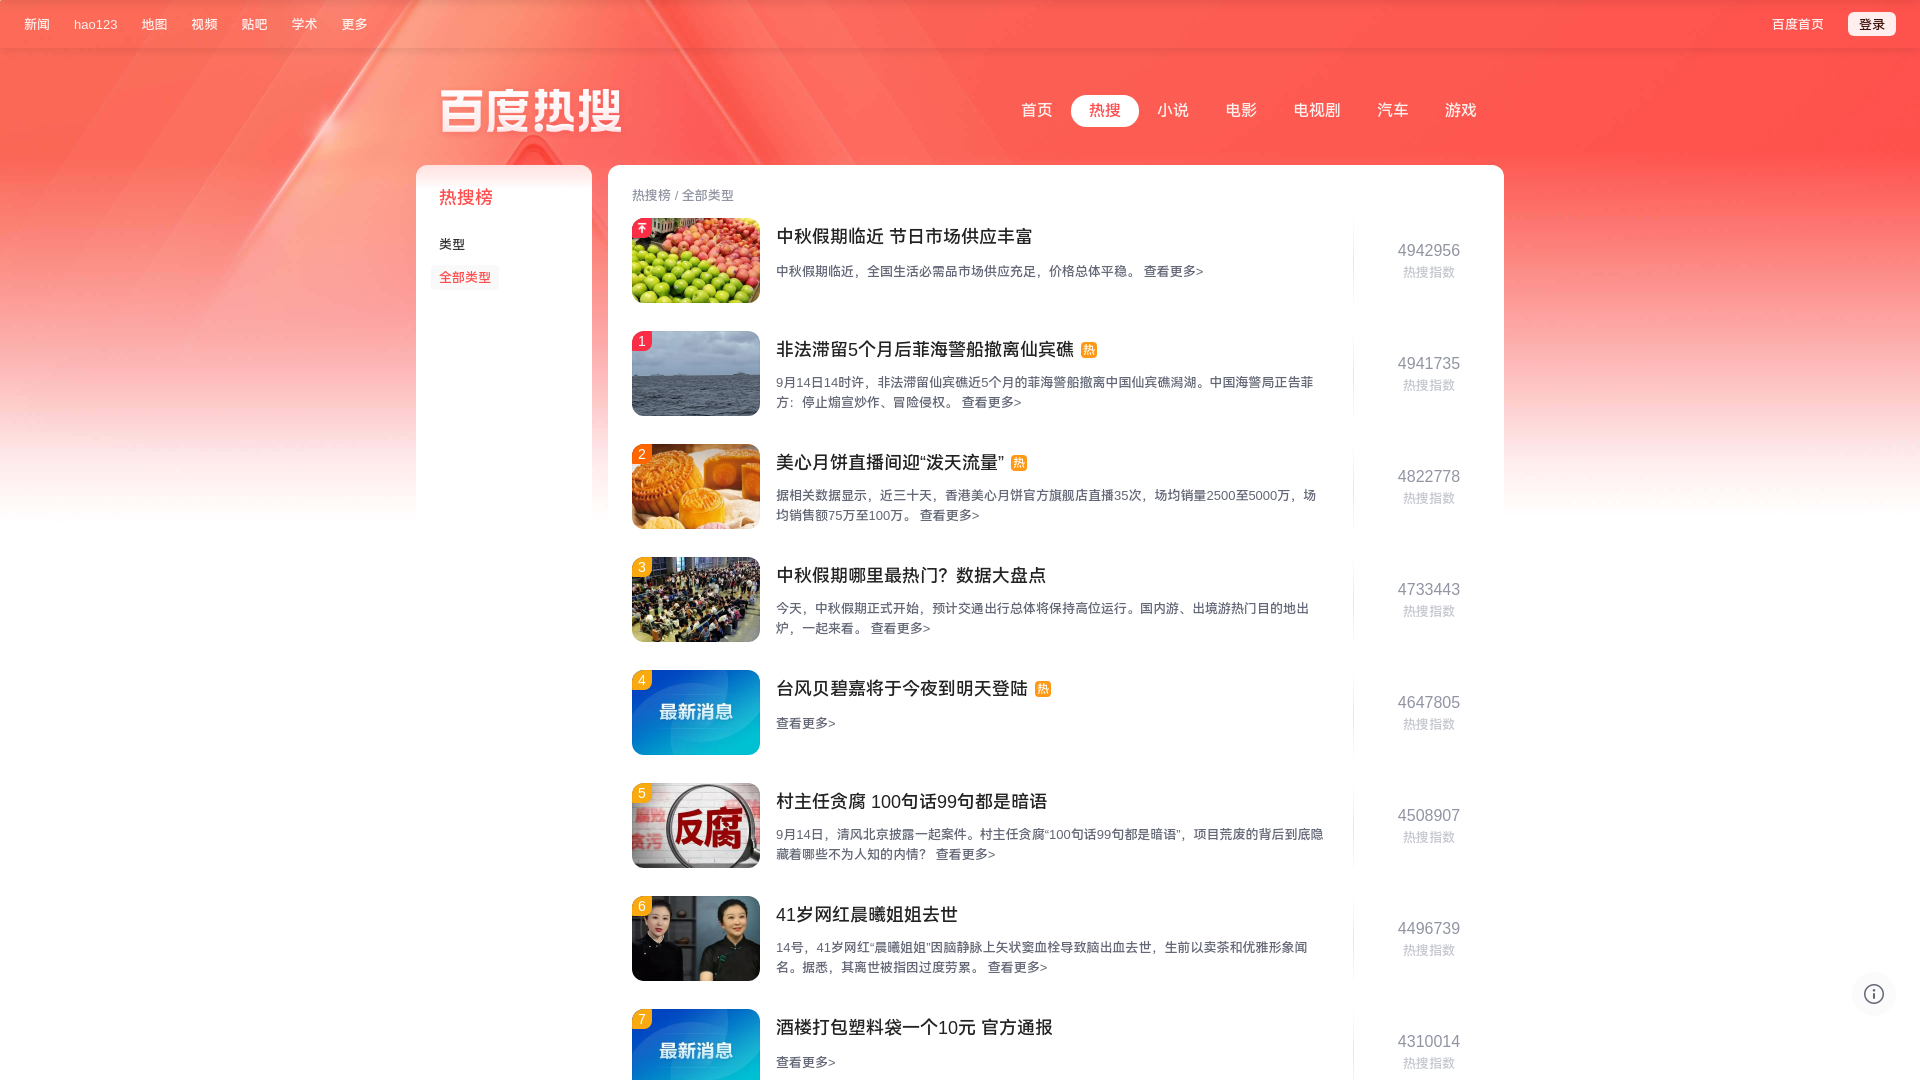 新闻 hao123 地图 视频 贴吧 学术 更多 百度首页 登录
百度热搜
首页 热搜 小说 电影 电视剧 汽车 游戏
热搜榜
类型
全部类型
热搜榜 / 全部类型
中秋假期临近 节日市场供应丰富
中秋假期临近，全国生活必需品市场供应充足，价格总体平稳。 查看更多>
4942956
热搜指数
1
非法滞留5个月后菲海警船撤离仙宾礁 热
9月14日14时许，非法滞留仙宾礁近5个月的菲海警船撤离中国仙宾礁潟湖。中国海警局正告菲
方：停止煽宣炒作、冒险侵权。 查看更多>
4941735
热搜指数
2
美心月饼直播间迎“泼天流量” 热
据相关数据显示，近三十天，香港美心月饼官方旗舰店直播35次，场均销量2500至5000万，场
均销售额75万至100万。 查看更多>
4822778
热搜指数
3
中秋假期哪里最热门？数据大盘点
今天，中秋假期正式开始，预计交通出行总体将保持高位运行。国内游、出境游热门目的地出
炉，一起来看。 查看更多>
4733443
热搜指数
4
最新消息
台风贝碧嘉将于今夜到明天登陆 热
查看更多>
4647805
热搜指数
5
反腐
村主任贪腐 100句话99句都是暗语
9月14日，清风北京披露一起案件。村主任贪腐“100句话99句都是暗语”，项目荒废的背后到底隐
藏着哪些不为人知的内情？ 查看更多>
4508907
热搜指数
6
41岁网红晨曦姐姐去世
14号，41岁网红“晨曦姐姐”因脑静脉上矢状窦血栓导致脑出血去世，生前以卖茶和优雅形象闻
名。据悉，其离世被指因过度劳累。 查看更多>
4496739
热搜指数
7
最新消息
酒楼打包塑料袋一个10元 官方通报
查看更多>
4310014
热搜指数